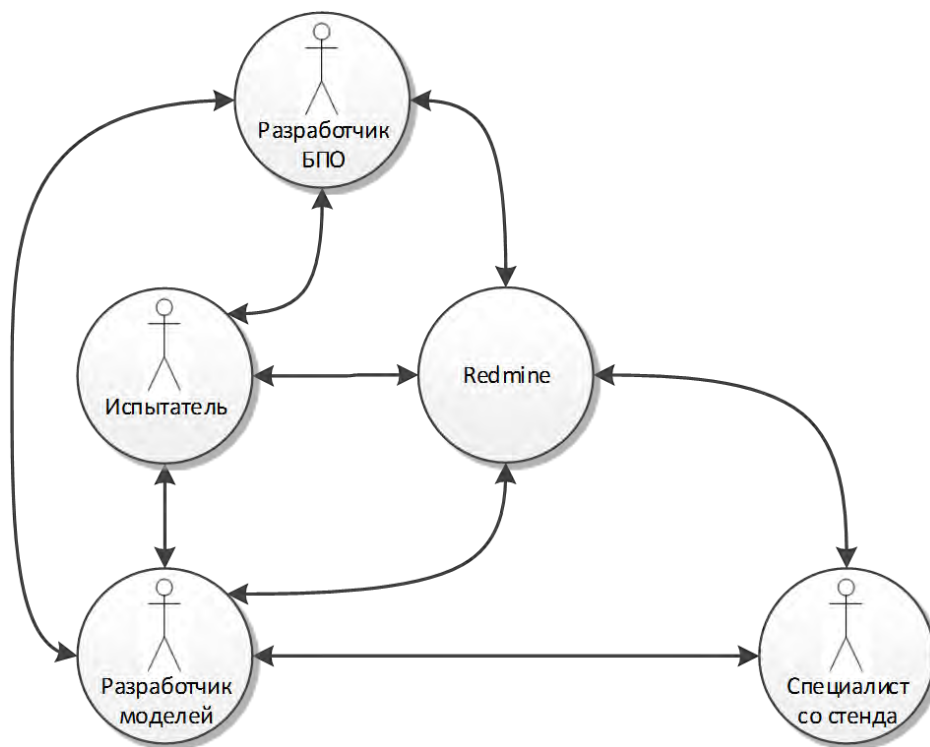 Разработчик
БПО
Испытатель
Redmine
Разработчик
моделей
Специалист
со стенда